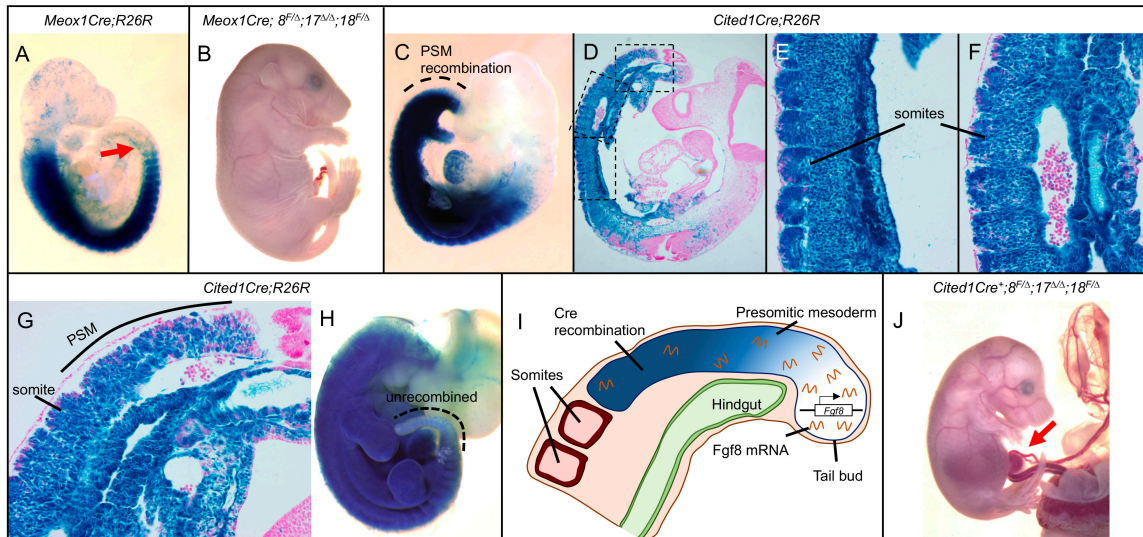 Meox1Cre;R26R
Meox1Cre; 8F/Δ;17Δ/Δ;18F/Δ
Cited1Cre;R26R
A
B
C
PSM
recombination
D
E
somites
F
Cited1Cre;R26R
G
PSM
somite
H
unrecombined
I
Cre
recombination
Presomitic mesoderm
Somites
Hindgut
Fgf8
Fgf8 mRNA
Tail bud
Cited1Cre+;8F/Δ;17Δ/Δ;18F/Δ
J